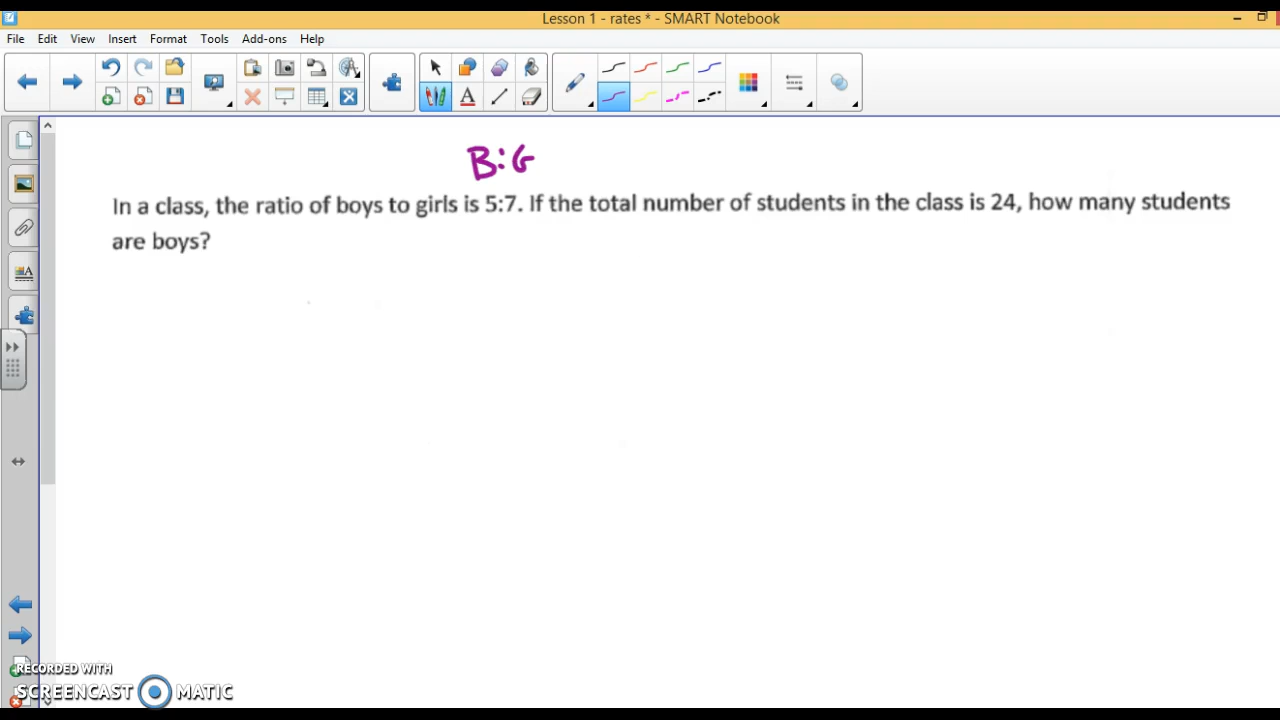 Lesson 1 - rates * - SMART Notebook
File Edit View Insert Format Tools Add-ons Help
B:G
In a class, the ratio of boys to girls is 5:7. If the total number of students in the class is 24, how many students
are boys?
RECORDED WITH
SCREENCAST MATIC